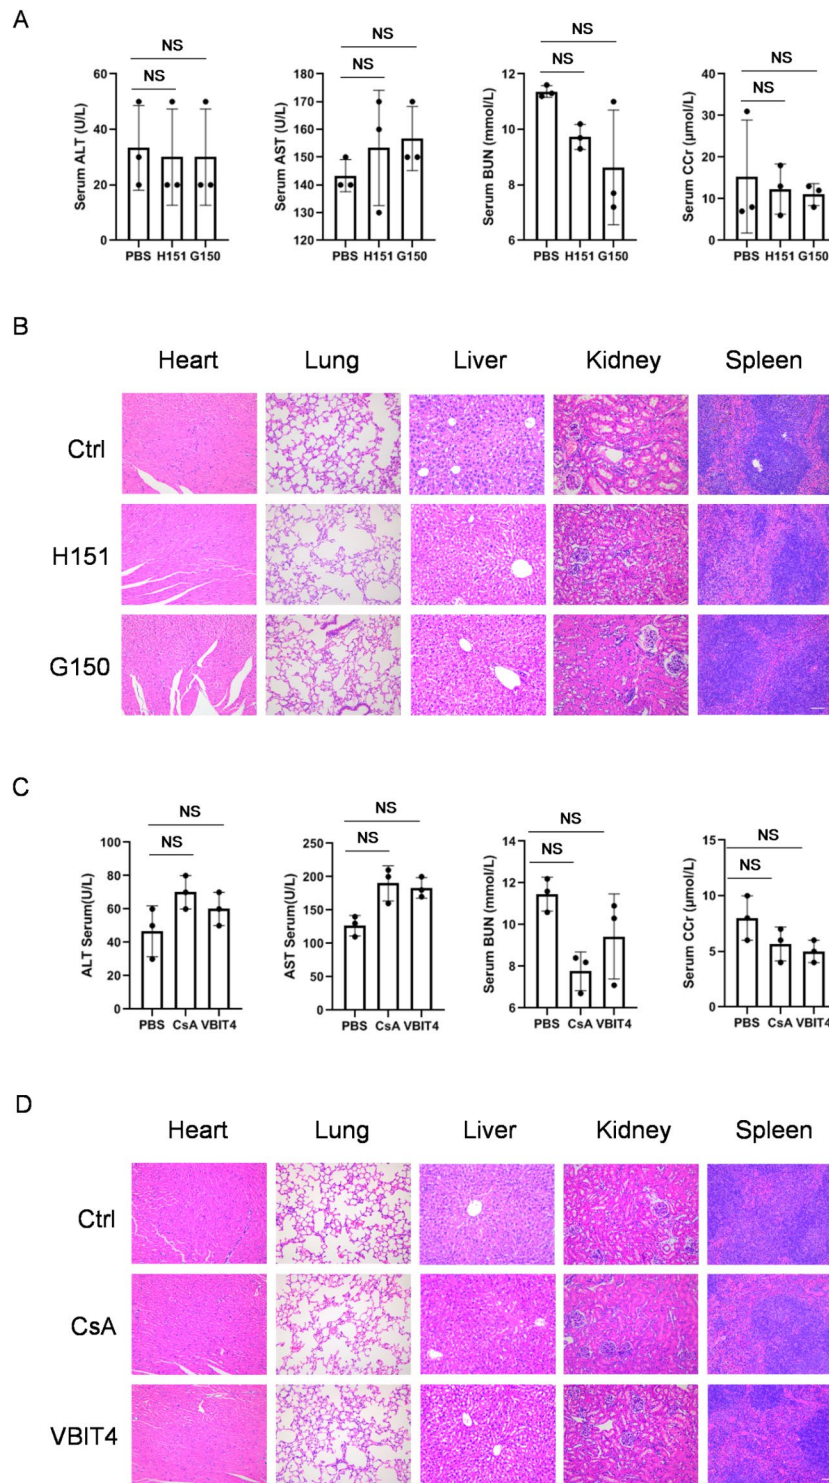 A
NS
NS
Serum ALT (U/L)
60
40
20
0
PBS H151 G150
NS
NS
Serum AST (U/L)
180
170
160
150
140
130
120
PBS H151 G150
NS
NS
Serum BUN (mmol/L)
12
10
8
6
PBS H151 G150
NS
NS
Serum CCr (μmol/L)
40
30
20
10
0
PBS H151 G150
B
Heart Lung Liver Kidney Spleen
Ctrl
H151
G150
C
NS
NS
ALT Serum(U/L)
100
80
60
40
20
0
PBS CsA VBIT4
NS
NS
AST Serum(U/L)
250
200
150
100
50
0
PBS CsA VBIT4
NS
NS
Serum BUN (mmol/L)
14
12
10
8
6
PBS CsA VBIT4
NS
NS
Serum CCr (μmol/L)
15
10
5
0
PBS CsA VBIT4
D
Heart Lung Liver Kidney Spleen
Ctrl
CsA
VBIT4